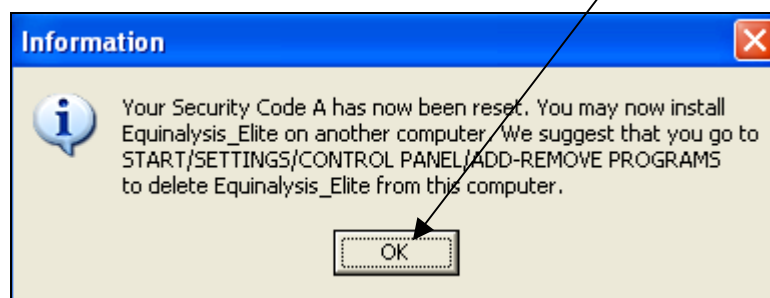 Information
Your Security Code A has now been reset. You may now install
Equinalysis_Elite on another computer. We suggest that you go to
START/SETTINGS/CONTROL PANEL/ADD-REMOVE PROGRAMS
to delete Equinalysis_Elite from this computer.
OK